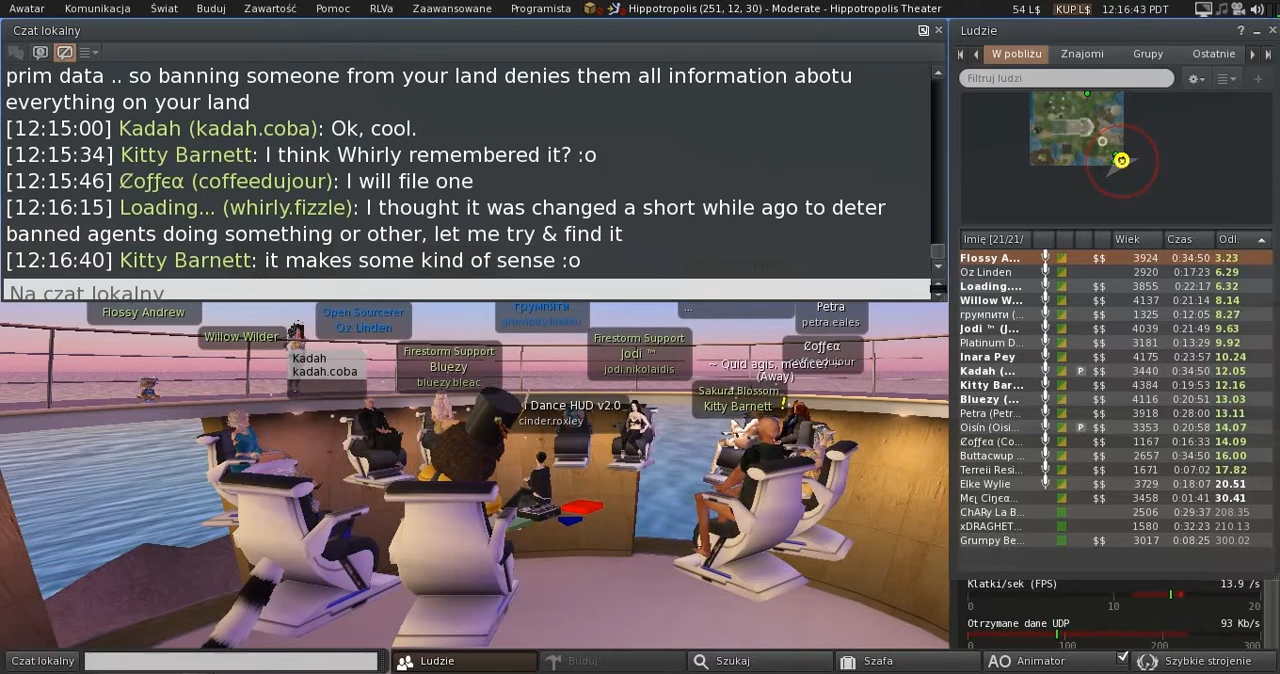 Awatar Komunikacja Świat Buduj Zawartość Pomoc RLVa Zaawansowane Programista Hippotropolis (251, 12, 30) - Moderate - Hippotropolis Theater 54 L$ KUP L$ 12:16:43 PDT
Czat lokalny
prim data .. so banning someone from your land denies them all information abotu
everything on your land
[12:15:00] Kadah (kadah.coba): Ok, cool.
[12:15:34] Kitty Barnett: I think Whirly remembered it? :o
[12:15:46] Ȼσƒƒєα (coffeedujour): I will file one
[12:16:15] Loading... (whirly.fizzle): I thought it was changed a short while ago to deter
banned agents doing something or other, let me try & find it
[12:16:40] Kitty Barnett: it makes some kind of sense :o
Na czat lokalny
Flossy Andrew
Willow Wilder
Kadah
kadah.coba
Open Sourcerer
Oz Linden
Firestorm Support
Bluezy
bluezy.bleac
грумпити
grumpity.linden
Firestorm Support
Jodi ™
jodi.nikolaidis
...
Petra
petra.eales
Ȼσƒƒєα
coffeedujour
~ Quid agis, medice? ~
(Away)
Sakura Blossom
Kitty Barnett
Dance HUD v2.0
cinder.roxley
Ludzie
W pobliżu Znajomi Grupy Ostatnie
Filtruj ludzi
Imię [21/21/ Wiek Czas Odl.
Flossy A... $$ 3924 0:34:50 3.23
Oz Linden 2920 0:17:23 6.29
Loading.... $$ 3855 0:22:17 6.32
Willow W... $$ 4137 0:21:14 8.14
грумпити (... $$ 1325 0:12:05 8.27
Jodi ™ (J... $$ 4039 0:21:49 9.63
Platinum D... $$ 3181 0:13:29 9.92
Inara Pey $$ 4175 0:23:57 10.24
Kadah (... P $$ 3440 0:34:50 12.05
Kitty Bar... $$ 4384 0:19:53 12.16
Bluezy (... $$ 4116 0:20:51 13.03
Petra (Petr... $$ 3918 0:28:00 13.11
Oisín (Oisi... P $$ 3353 0:20:58 14.07
Ȼσƒƒєα (Co... $$ 1167 0:16:33 14.09
Buttacwup ... $$ 2657 0:34:50 16.00
Terreii Resi... $$ 1671 0:07:02 17.82
Elke Wylie $$ 3729 0:18:07 20.51
$$ 3458 0:01:41 30.41
ChARy La B... 2506 0:29:37 208.35
xDRAGHET... 1580 0:32:23 210.13
Grumpy Be... $$ 3017 0:08:25 300.02
Klatki/sek (FPS) 13.9 /s
0 10 20
Otrzymane dane UDP 93 Kb/s
0 100 200 300
Czat lokalny Ludzie Buduj Szukaj Szafa AO Animator Szybkie strojenie